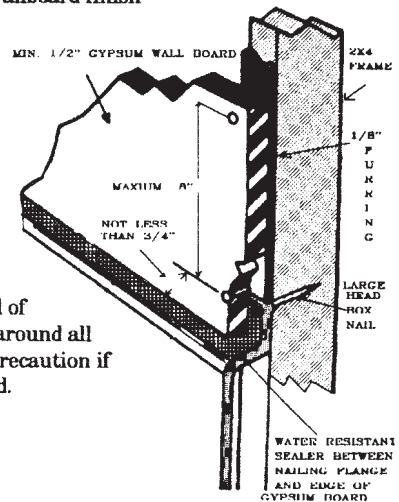 MIN. 1/2" GYPSUM WALL BOARD
2X4
FRAME
1/8"
F
U
R
R
I
N
G
MAXIUM 8"
NOT LESS
THAN 3/4"
LARGE
HEAD
BOX
NAIL
l of
around all
recaution if
d.
WATER RESISTANT
SEALER BETWEEN
NAILING FLANGE
AND EDGE OF
GYPSUM BOARD